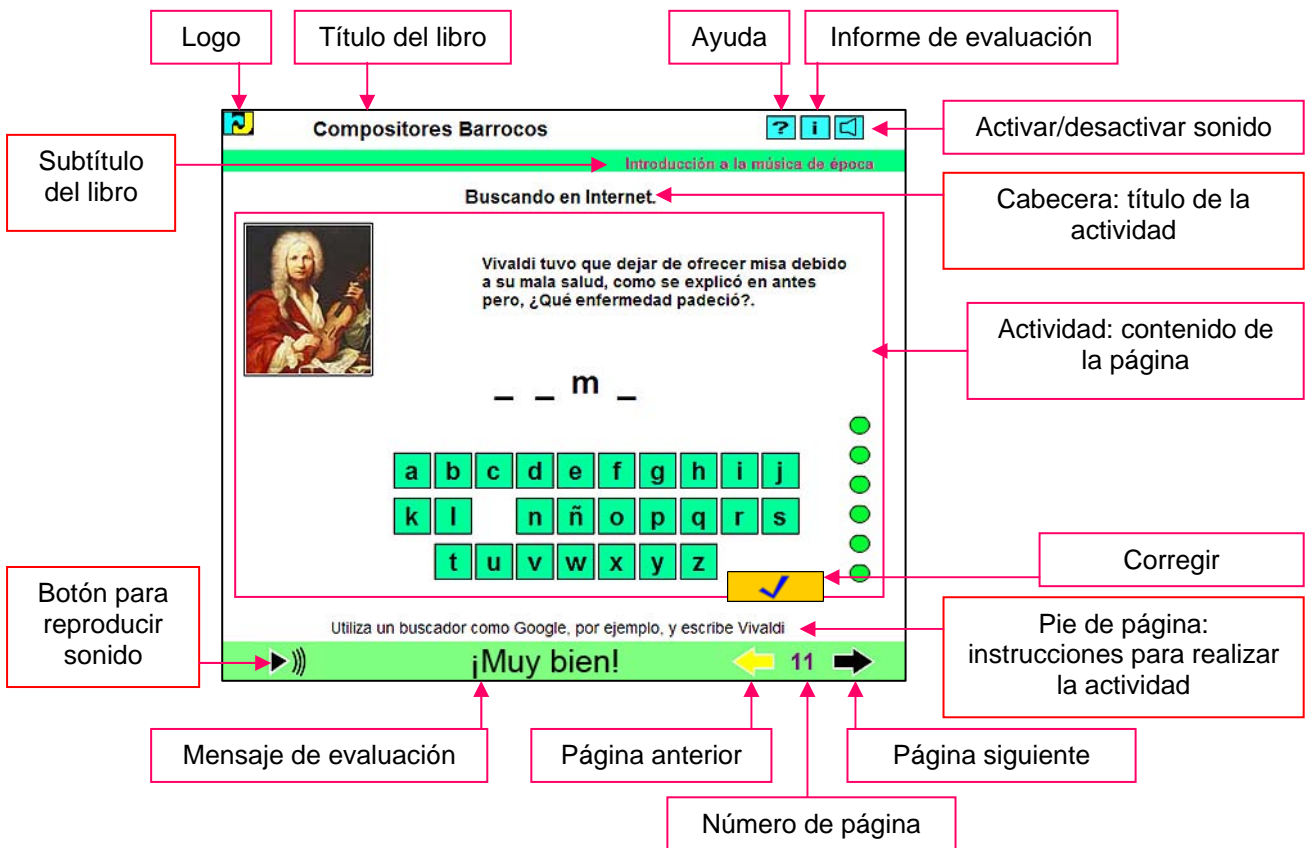 Logo
Título del libro
Ayuda
Informe de evaluación
Compositores Barrocos
? i
Activar/desactivar sonido
Subtítulo
del libro
Introducción a la música de época
Buscando en Internet.
Cabecera: título de la
actividad
Vivaldi tuvo que dejar de ofrecer misa debido
a su mala salud, como se explicó en antes
pero, ¿Qué enfermedad padeció?.
Actividad: contenido de
la página
_ _ m _
a b c d e f g h i j
k l n ñ o p q r s
t u v w x y z
Corregir
Botón para
reproducir
sonido
Utiliza un buscador como Google, por ejemplo, y escribe Vivaldi
Pie de página:
instrucciones para realizar
la actividad
¡Muy bien!
11
Mensaje de evaluación
Página anterior
Página siguiente
Número de página